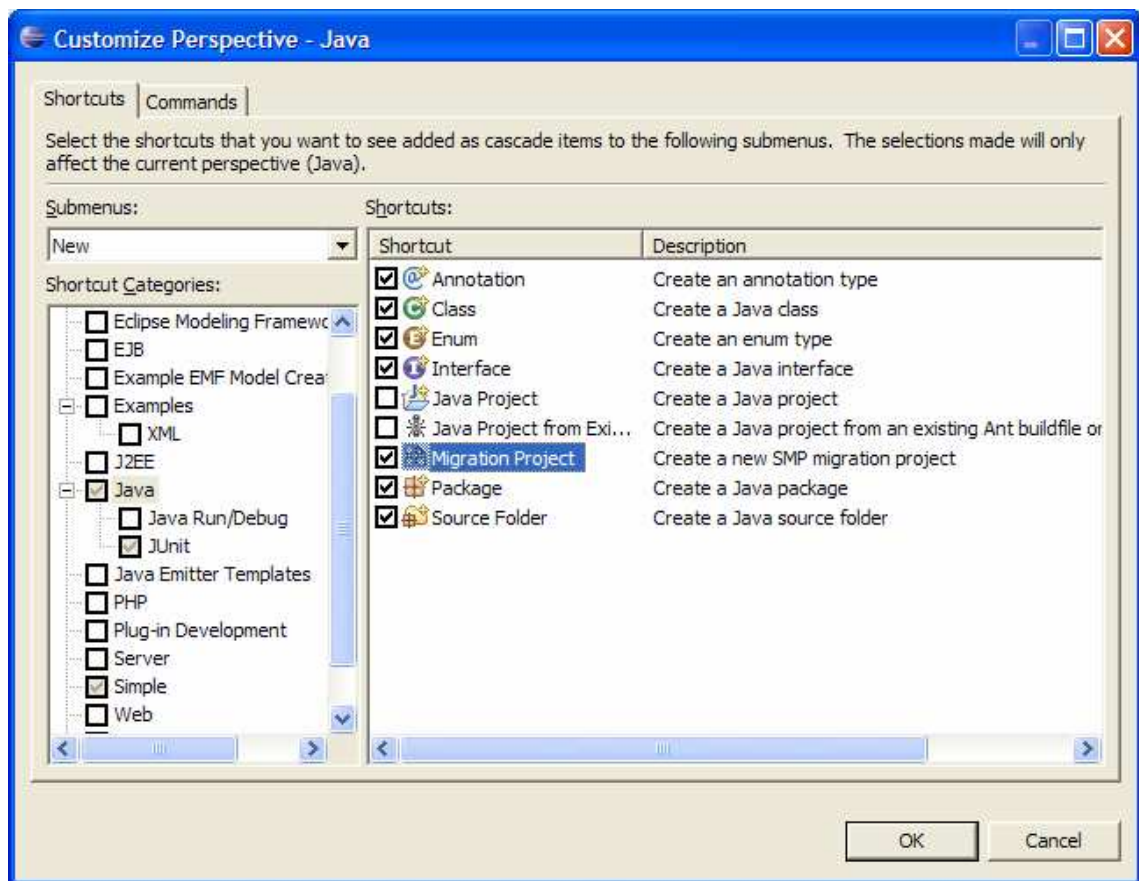 Customize Perspective - Java
Shortcuts Commands
Select the shortcuts that you want to see added as cascade items to the following submenus. The selections made will only
affect the current perspective (Java).
Submenus:
New
Shortcut Categories:
Eclipse Modeling Framewo
EJB
Example EMF Model Crea
Examples
XML
J2EE
Java
Java Run/Debug
JUnit
Java Emitter Templates
PHP
Plug-in Development
Server
Simple
Web
Shortcuts:
Shortcut Description
Annotation Create an annotation type
Class Create a Java class
Enum Create an enum type
Interface Create a Java interface
Java Project Create a Java project
Java Project from Exi... Create a Java project from an existing Ant buildfile or
Migration Project Create a new SMP migration project
Package Create a Java package
Source Folder Create a Java source folder
OK Cancel